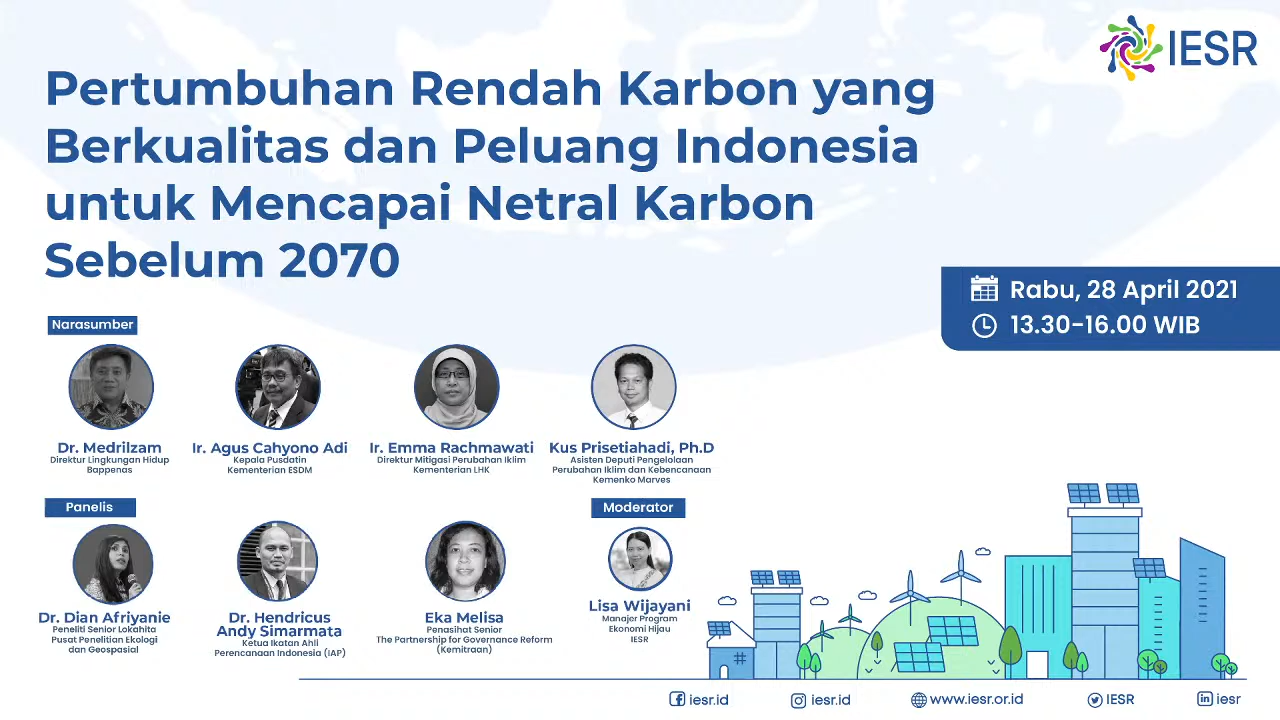 IESR
Pertumbuhan Rendah Karbon yang
Berkualitas dan Peluang Indonesia
untuk Mencapai Netral Karbon
Sebelum 2070
Rabu, 28 April 2021
13.30-16.00 WIB
Narasumber
Dr. Medrilzam
Direktur Lingkungan Hidup
Bappenas
Ir. Agus Cahyono Adi
Kepala Pusdatin
Kementerian ESDM
Ir. Emma Rachmawati
Direktur Mitigasi Perubahan Iklim
Kementerian LHK
Kus Prisetiahadi, Ph.D
Asisten Deputi Pengelolaan
Perubahan Iklim dan Kebencanaan
Kemenko Marves
Panelis
Dr. Dian Afriyanie
Peneliti Senior Lokahita
Pusat Penelitian Ekologi
dan Geospasial
Dr. Hendricus
Andy Simarmata
Ketua Ikatan Ahli
Perencanaan Indonesia (IAP)
Eka Melisa
Penasihat Senior
The Partnership for Governance Reform
(Kemitraan)
Moderator
Lisa Wijayani
Manajer Program
Ekonomi Hijau
IESR
iesr.id
iesr.id
www.iesr.or.id
IESR
iesr